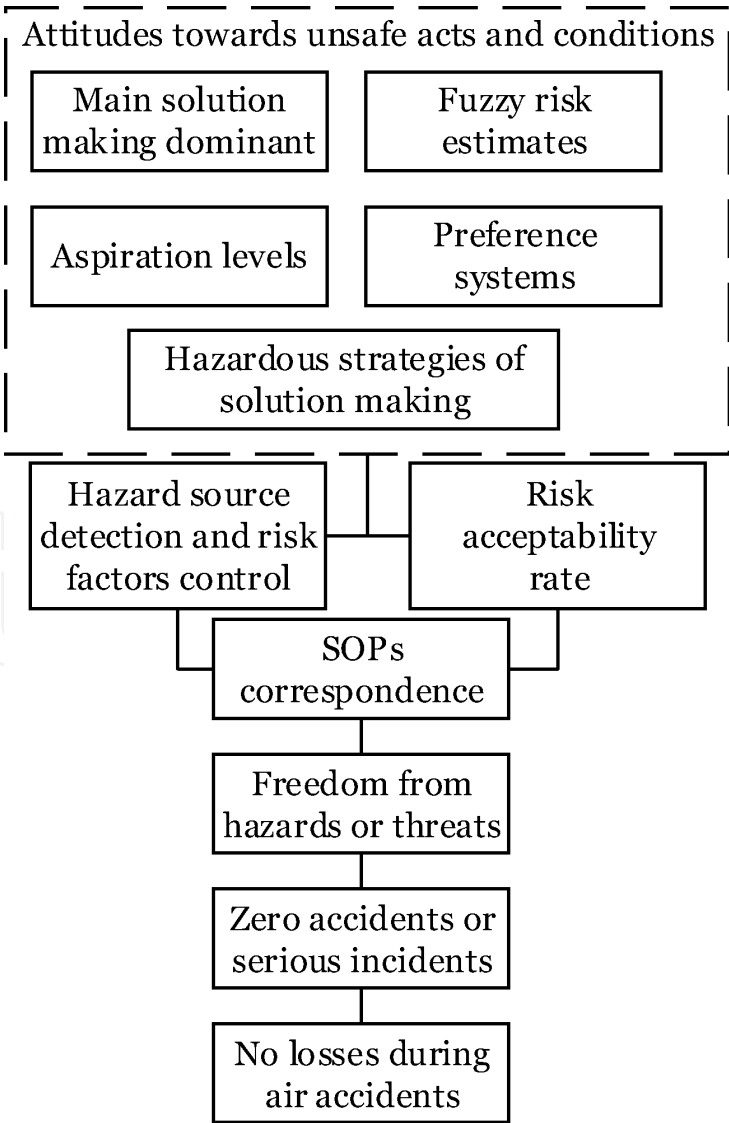 Attitudes towards unsafe acts and conditions
Main solution
making dominant
Fuzzy risk
estimates
Aspiration levels
Preference
systems
Hazardous strategies of
solution making
Hazard source
detection and risk
factors control
Risk
acceptability
rate
SOPs
correspondence
Freedom from
hazards or threats
Zero accidents or
serious incidents
No losses during
air accidents